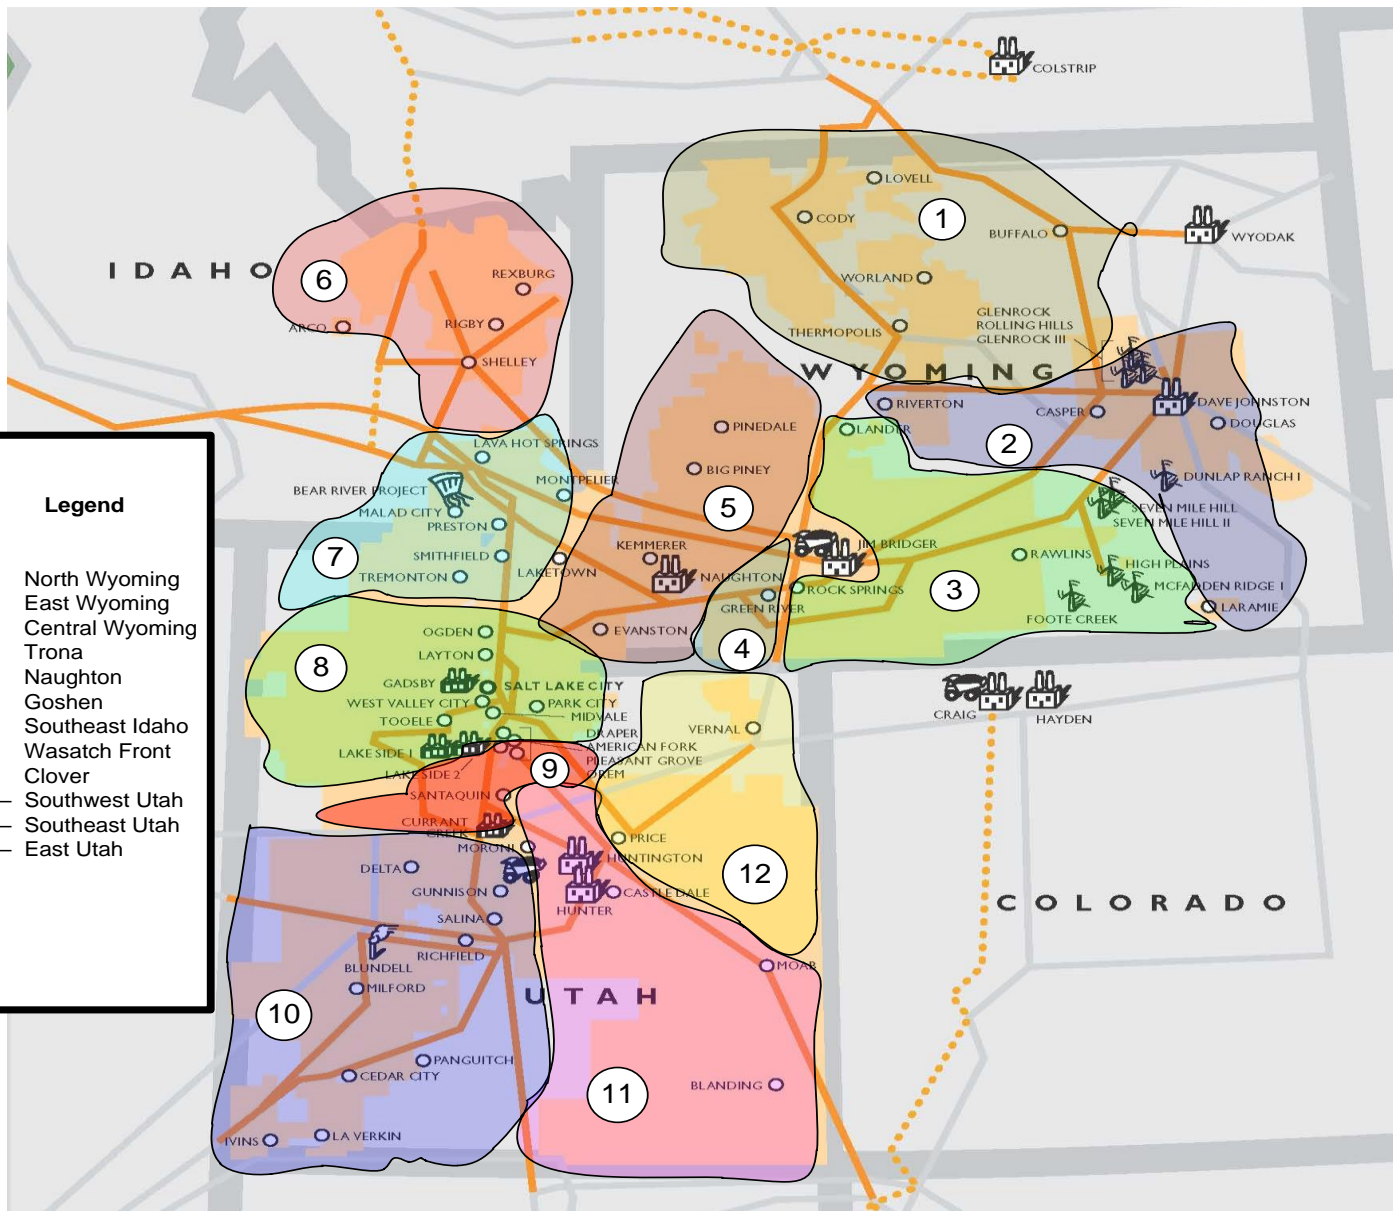 COLSTRIP
LOVELL
CODY
1
BUFFALO
WYODAK
IDAHO
6
REXBURG
WORLAND
GLENROCK
ROLLING HILLS
GLENROCK III
ARCO
RIGBY
THERMOPOLIS
SHELLEY
WYOMING
RIVERTON
CASPER
DAVE JOHNSTON
DOUGLAS
PINEDALE
LANDER
2
LAVA HOT SPRINGS
BIG PINEY
DUNLAP RANCH I
MONTPELIER
BEAR RIVER PROJECT
MALAD CITY
PRESTON
5
SEVEN MILE HILL
SEVEN MILE HILL II
7
SMITHFIELD
TREMONTON
LAKETOWN
KEMMERER
NAUGHTON
JIM BRIDGER
RAWLINS
HIGH PLAINS
MCFADDEN RIDGE I
ROCK SPRINGS
GREEN RIVER
3
FOOTE CREEK
LARAMIE
EVANSTON
4
Legend
North Wyoming
East Wyoming
Central Wyoming
Trona
Naughton
Goshen
Southeast Idaho
Wasatch Front
Clover
– Southwest Utah
– Southeast Utah
– East Utah
OGDEN
LAYTON
8
GADSBY
SALT LAKE CITY
WEST VALLEY CITY
PARK CITY
MIDVALE
TOOELE
DRAPER
AMERICAN FORK
PLEASANT GROVE
OREM
LAKE SIDE 1
LAKE SIDE 2
9
VERNAL
CRAIG
HAYDEN
SANTAQUIN
CURRANT
CREEK
MORONI
PRICE
HUNTINGTON
12
DELTA
GUNNISON
CASTLE DALE
HUNTER
COLORADO
SALINA
RICHFIELD
BLUNDELL
MILFORD
MOAB
UTAH
10
PANGUITCH
CEDAR CITY
11
BLANDING
IVINS
LA VERKIN